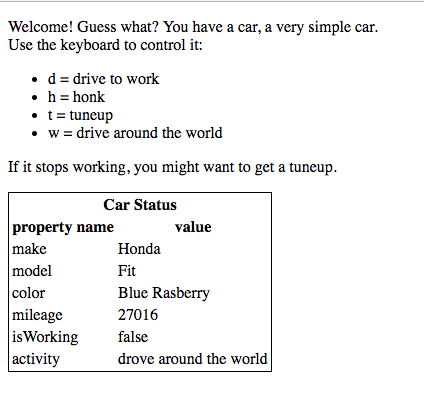 Welcome! Guess what? You have a car, a very simple car.
Use the keyboard to control it:
• d = drive to work
• h = honk
• t = tuneup
• w = drive around the world
If it stops working, you might want to get a tuneup.
Car Status
property name value
make Honda
model Fit
color Blue Rasberry
mileage 27016
isWorking false
activity drove around the world